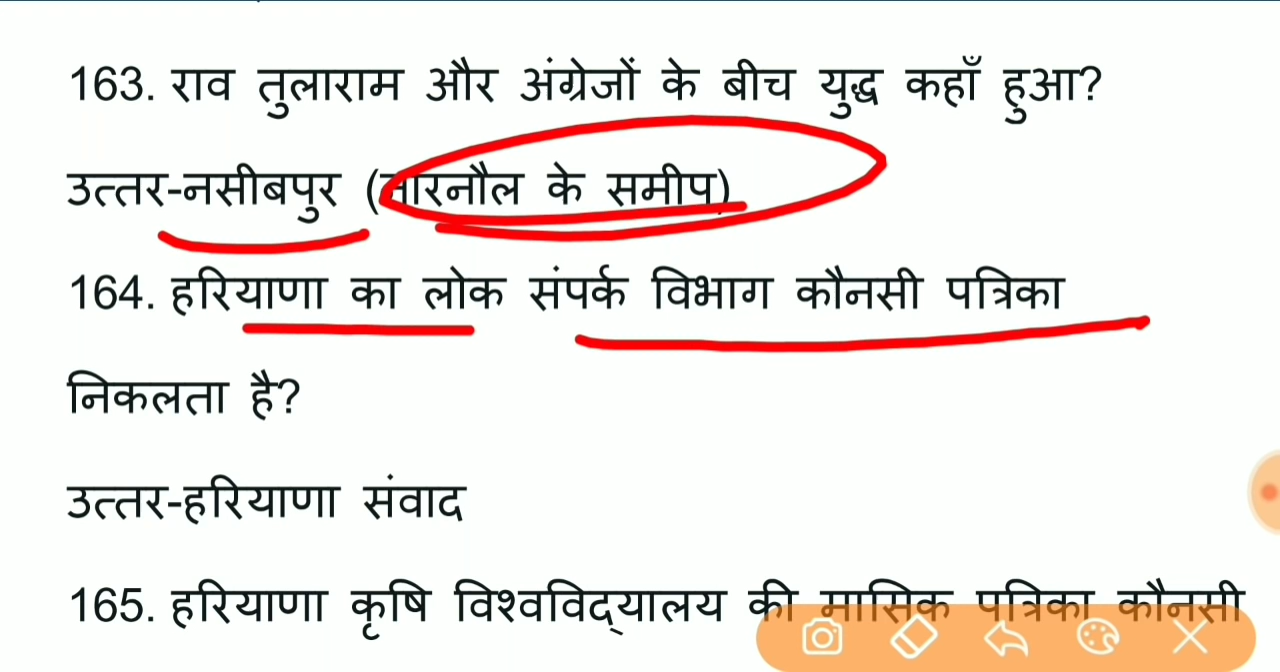 163. राव तुलाराम और अंग्रेजों के बीच युद्ध कहाँ हुआ?
उत्तर-नसीबपुर (नारनौल के समीप)
164. हरियाणा का लोक संपर्क विभाग कौनसी पत्रिका
निकलता है?
उत्तर-हरियाणा संवाद
165. हरियाणा कृषि विश्वविद्यालय की मासिक पत्रिका कौनसी